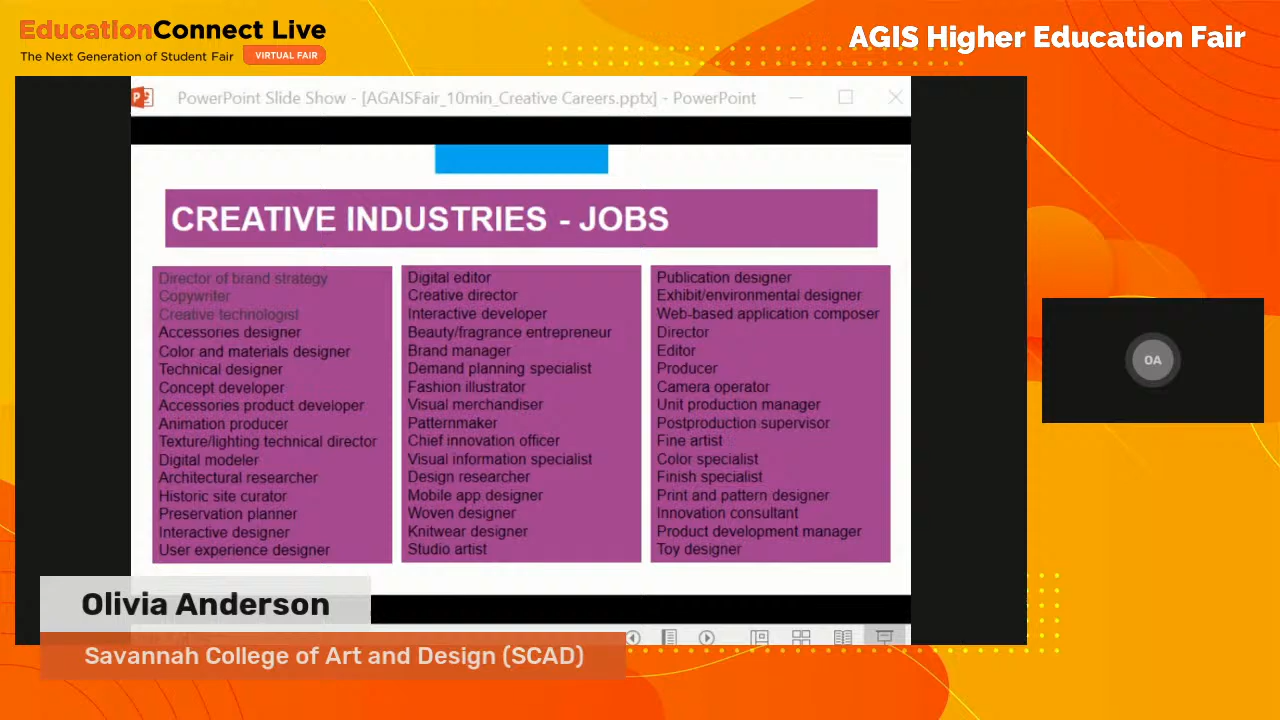 EducationConnect Live
The Next Generation of Student Fair
VIRTUAL FAIR
AGIS Higher Education Fair
PowerPoint Slide Show - [AGAISFair_10min_Creative Careers.pptx] - PowerPoint
CREATIVE INDUSTRIES - JOBS
Director of brand strategy
Copywriter
Creative technologist
Accessories designer
Color and materials designer
Technical designer
Concept developer
Accessories product developer
Animation producer
Texture/lighting technical director
Digital modeler
Architectural researcher
Historic site curator
Preservation planner
Interactive designer
User experience designer
Digital editor
Creative director
Interactive developer
Beauty/fragrance entrepreneur
Brand manager
Demand planning specialist
Fashion illustrator
Visual merchandiser
Patternmaker
Chief innovation officer
Visual information specialist
Design researcher
Mobile app designer
Woven designer
Knitwear designer
Studio artist
Publication designer
Exhibit/environmental designer
Web-based application composer
Director
Editor
Producer
Camera operator
Unit production manager
Postproduction supervisor
Fine artist
Color specialist
Finish specialist
Print and pattern designer
Innovation consultant
Product development manager
Toy designer
OA
Olivia Anderson
Savannah College of Art and Design (SCAD)